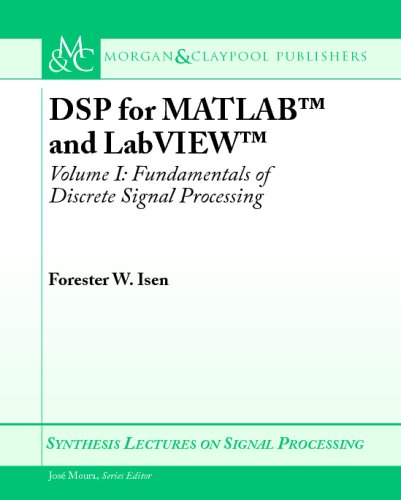 M&C
MORGAN&CLAYPOOL PUBLISHERS
DSP for MATLAB™
and LabVIEW™
Volume I: Fundamentals of
Discrete Signal Processing
Forester W. Isen
SYNTHESIS LECTURES ON SIGNAL PROCESSING
José Moura, Series Editor